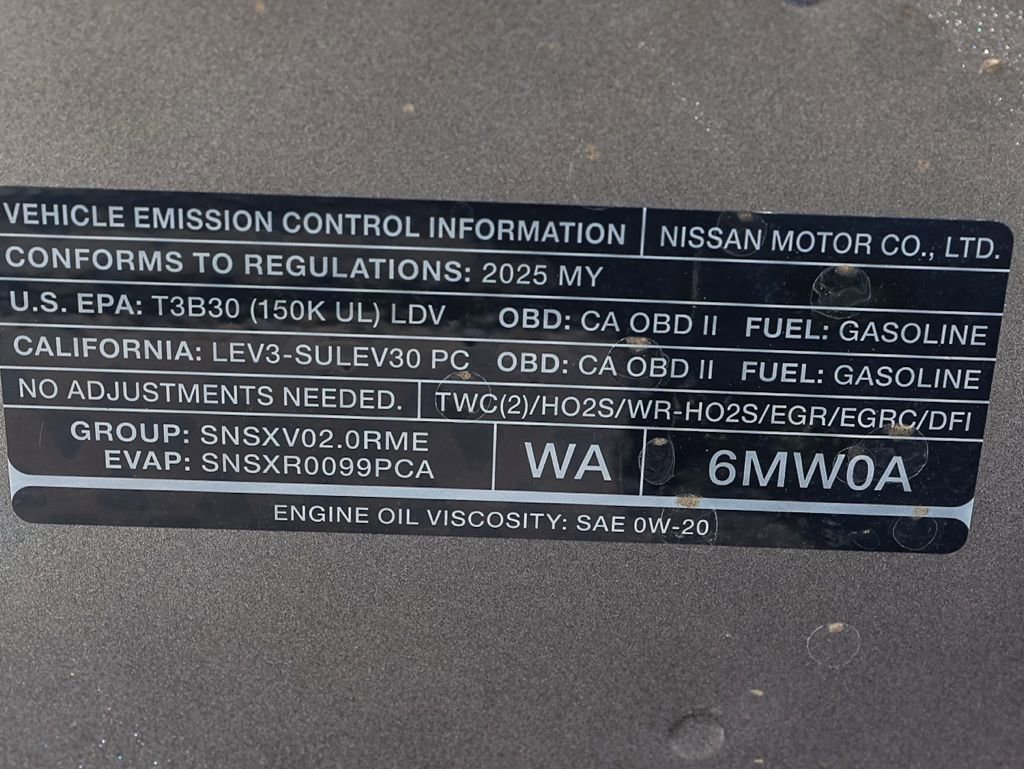 VEHICLE EMISSION CONTROL INFORMATION NISSAN MOTOR CO., LTD.
CONFORMS TO REGULATIONS: 2025 MY
U.S. EPA: T3B30 (150K UL) LDV OBD: CA OBD II FUEL: GASOLINE
CALIFORNIA: LEV3-SULEV30 PC OBD: CA OBD II FUEL: GASOLINE
NO ADJUSTMENTS NEEDED. TWC(2)/HO2S/WR-HO2S/EGR/EGRC/DFI
GROUP: SNSXV02.0RME
EVAP: SNSXR0099PCA
WA 6MW0A
ENGINE OIL VISCOSITY: SAE 0W-20